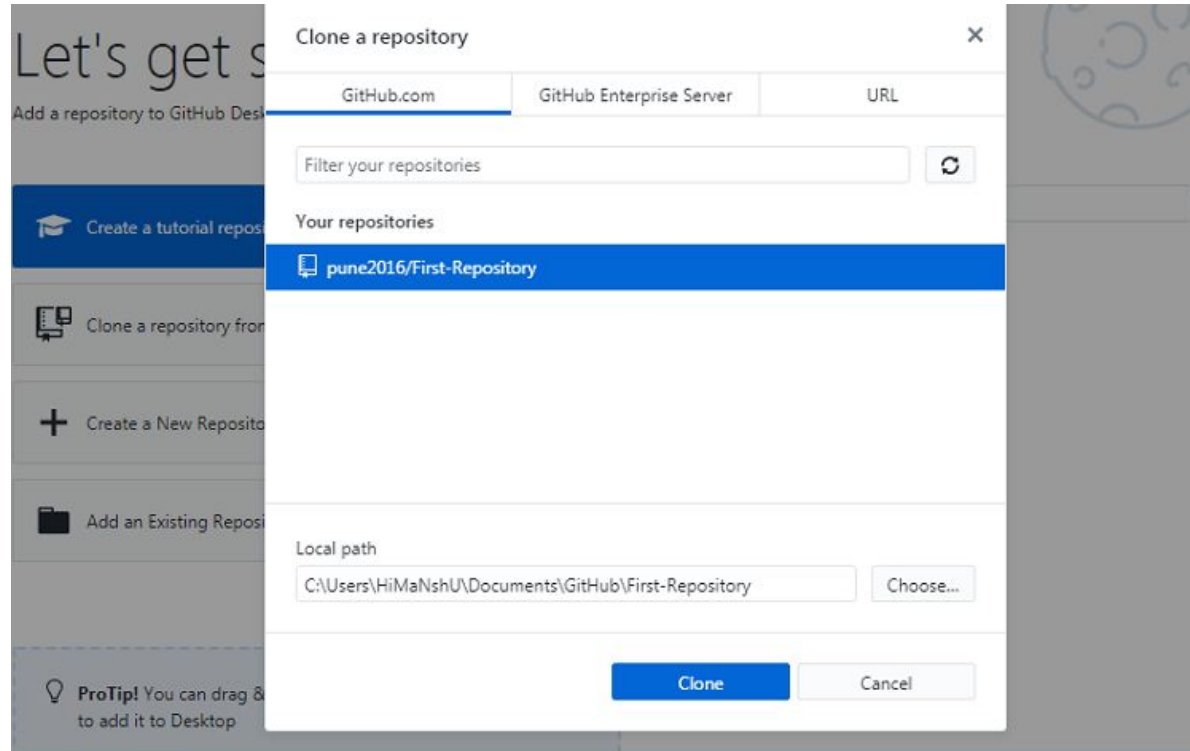 Let's get s
Add a repository to GitHub Desk
Create a tutorial reposi
Clone a repository from
Create a New Reposito
Add an Existing Reposi
ProTip! You can drag &
to add it to Desktop
Clone a repository
GitHub.com GitHub Enterprise Server URL
Filter your repositories
Your repositories
pune2016/First-Repository
Local path
C:\Users\HiMaNshU\Documents\GitHub\First-Repository Choose...
Clone Cancel